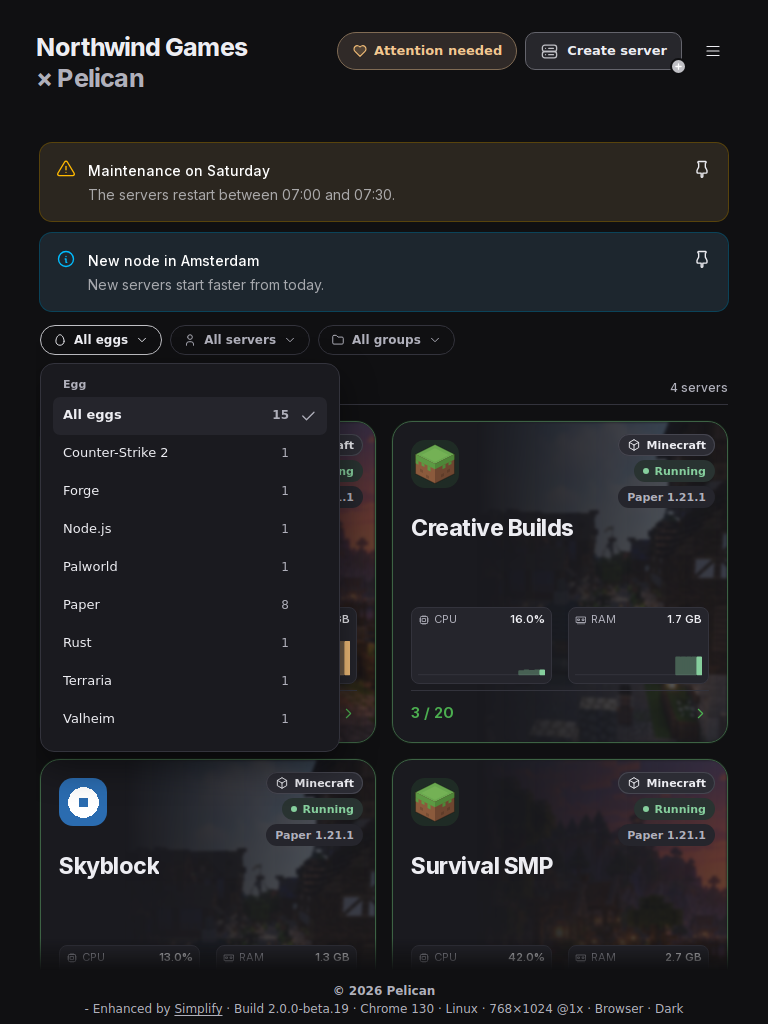 Northwind Games
× Pelican
Attention needed
Create server
Maintenance on Saturday
The servers restart between 07:00 and 07:30.
New node in Amsterdam
New servers start faster from today.
All eggs
All servers
All groups
4 servers
Egg
All eggs 15
Counter-Strike 2 1
Forge 1
Node.js 1
Palworld 1
Paper 8
Rust 1
Terraria 1
Valheim 1
Minecraft
Running
Paper 1.21.1
Creative Builds
CPU 16.0%
RAM 1.7 GB
3 / 20
Minecraft
Running
Paper 1.21.1
Skyblock
CPU 13.0%
RAM 1.3 GB
Minecraft
Running
Paper 1.21.1
Survival SMP
CPU 42.0%
RAM 2.7 GB
© 2026 Pelican
- Enhanced by Simplify · Build 2.0.0-beta.19 · Chrome 130 · Linux · 768×1024 @1x · Browser · Dark